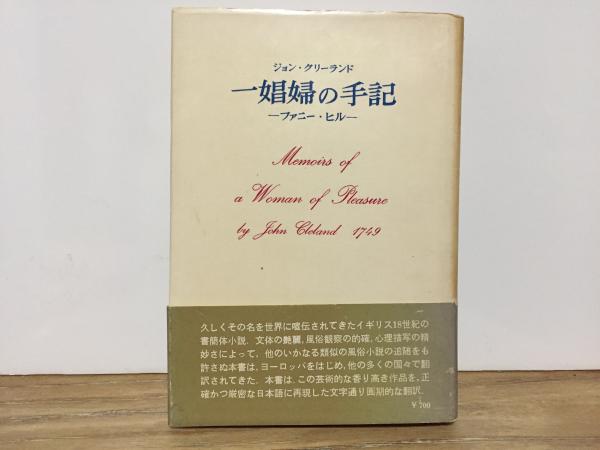 ジョン・クリーランド
一娼婦の手記
—ファニー・ヒル—
Memoirs of
a Woman of Pleasure
by John Cleland 1749
久しくその名を世界に喧伝されてきたイギリス18世紀の
書簡体小説．文体の艶麗，風俗観察の的確，心理描写の精
妙さによって，他のいかなる類似の風俗小説の追随をも
許さぬ本書は，ヨーロッパをはじめ，他の多くの国々で翻
訳されてきた．本書は，この芸術的な香り高き作品を，正
確かつ厳密な日本語に再現した文字通り画期的な翻訳．
￥700